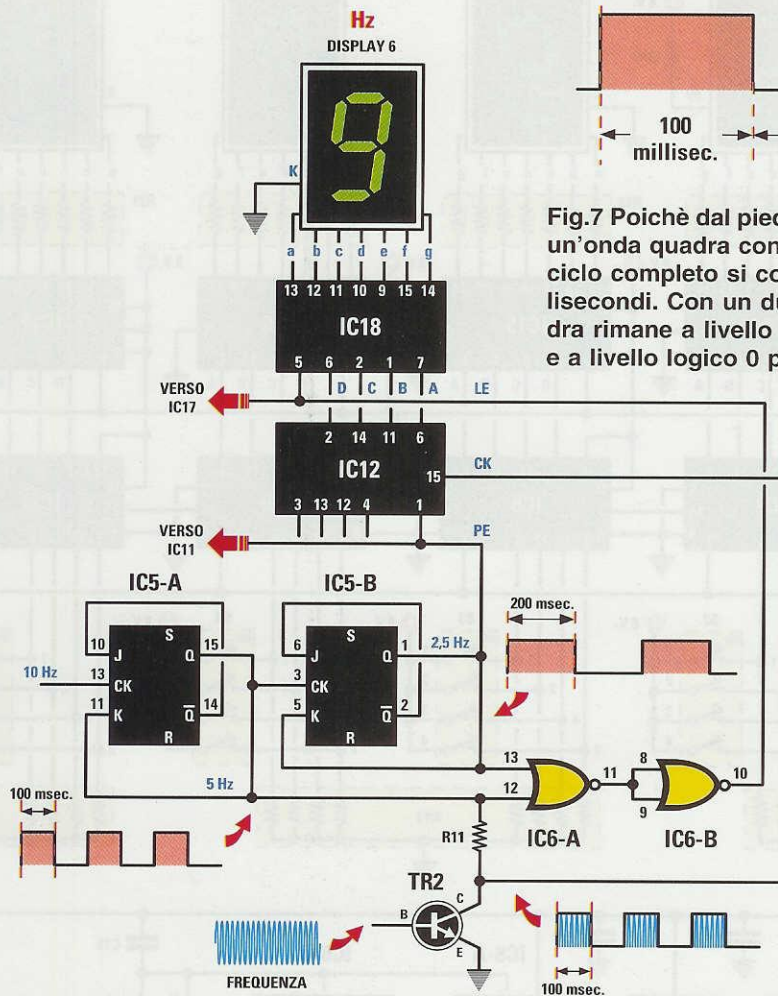 Hz
DISPLAY 6
K
a b c d e f g
13 12 11 10 9 15 14
IC18
5 6 2 1 7
D C B A LE
VERSO
IC17
2 14 11 6
IC12
15
CK
3 13 12 4 1
PE
VERSO
IC11
100
millisec.
Fig.7 Poichè dal pied
un'onda quadra con
ciclo completo si co
lisecondi. Con un du
dra rimane a livello
e a livello logico 0 p
IC5-A
IC5-B
S
10 J Q 15
10 Hz
13 CK
11 K Q 14
R
S
6 J Q 1
2,5 Hz
3 CK
5 K Q 2
R
200 msec.
5 Hz
100 msec.
13
12
11
8
9
10
IC6-A
IC6-B
R11
TR2
C
B
E
FREQUENZA
100 msec.